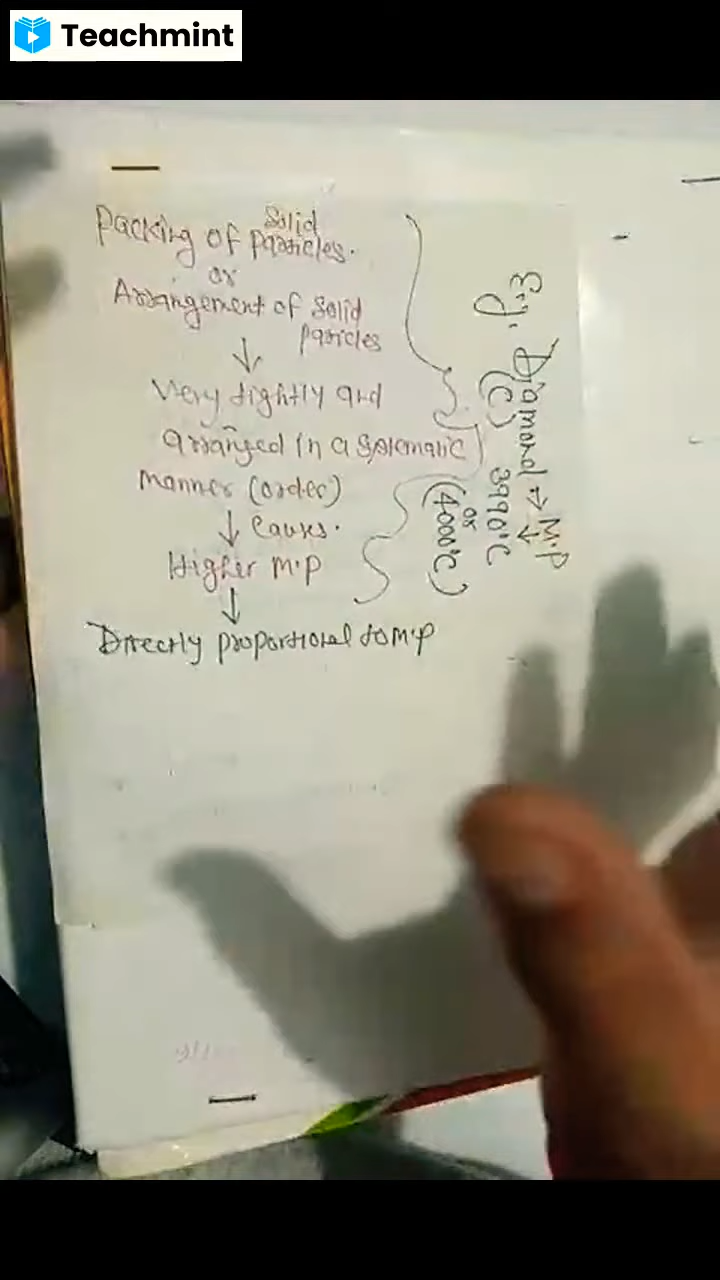 Teachmint
Packing of Solid particles.
or
Arrangement of Solid
particles
↓
Very tightly and
arranged in a systematic
manner (order)
↓ Causes.
Higher M.P
↓
Directly proportional to M.P
E.g. Diamond → M.P
(C) ↓
3990°C
or
(4000°C)